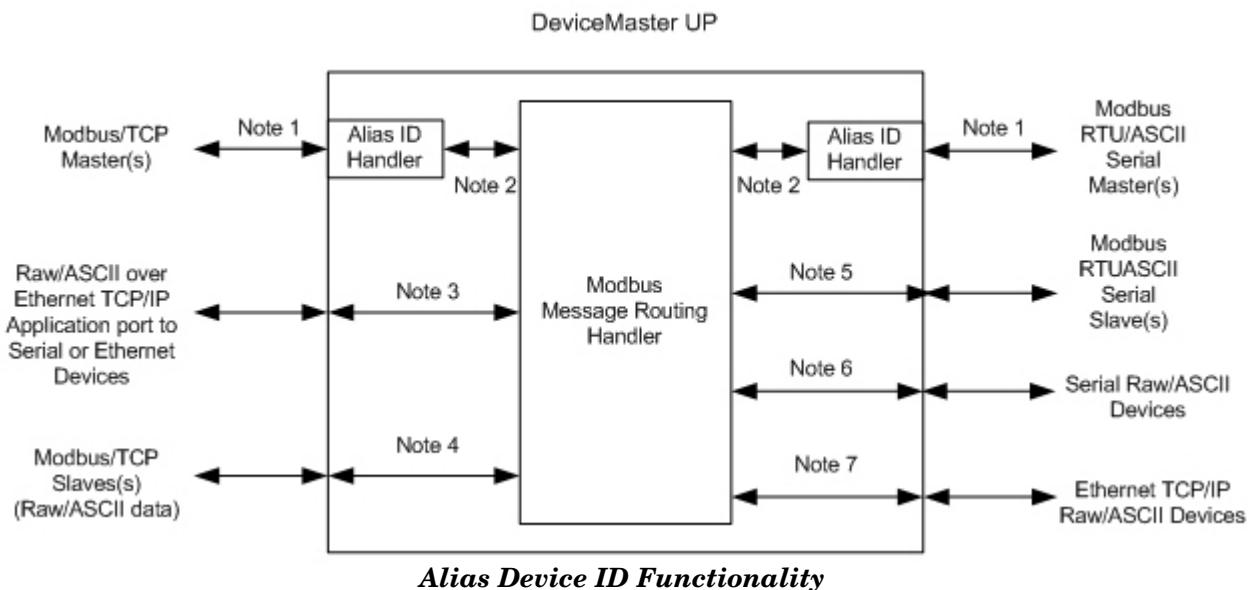 DeviceMaster UP
Modbus/TCP
Master(s)
Note 1
Alias ID
Handler
Note 2
Raw/ASCII over
Ethernet TCP/IP
Application port to
Serial or Ethernet
Devices
Note 3
Modbus/TCP
Slaves(s)
(Raw/ASCII data)
Note 4
Modbus
Message Routing
Handler
Note 2
Alias ID
Handler
Note 1
Modbus
RTU/ASCII
Serial
Master(s)
Note 5
Modbus
RTUASCII
Serial
Slave(s)
Note 6
Serial Raw/ASCII
Devices
Note 7
Ethernet TCP/IP
Raw/ASCII Devices
Alias Device ID Functionality